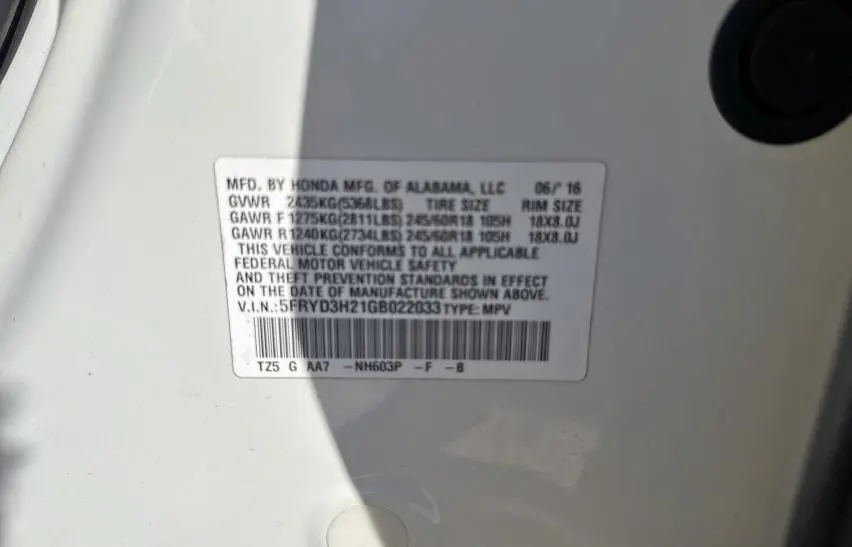 MFD. BY HONDA MFG. OF ALABAMA, LLC 06/'16
GVWR 2435KG(5368LBS) TIRE SIZE RIM SIZE
GAWR F 1275KG(2811LBS) 245/60R18 105H 18X8.0J
GAWR R 1240KG(2734LBS) 245/60R18 105H 18X8.0J
THIS VEHICLE CONFORMS TO ALL APPLICABLE
FEDERAL MOTOR VEHICLE SAFETY
AND THEFT PREVENTION STANDARDS IN EFFECT
ON THE DATE OF MANUFACTURE SHOWN ABOVE.
V.I.N.:5FRYD3H21GB022033 TYPE: MPV
TZ5 G AA7 -NH603P -F -B